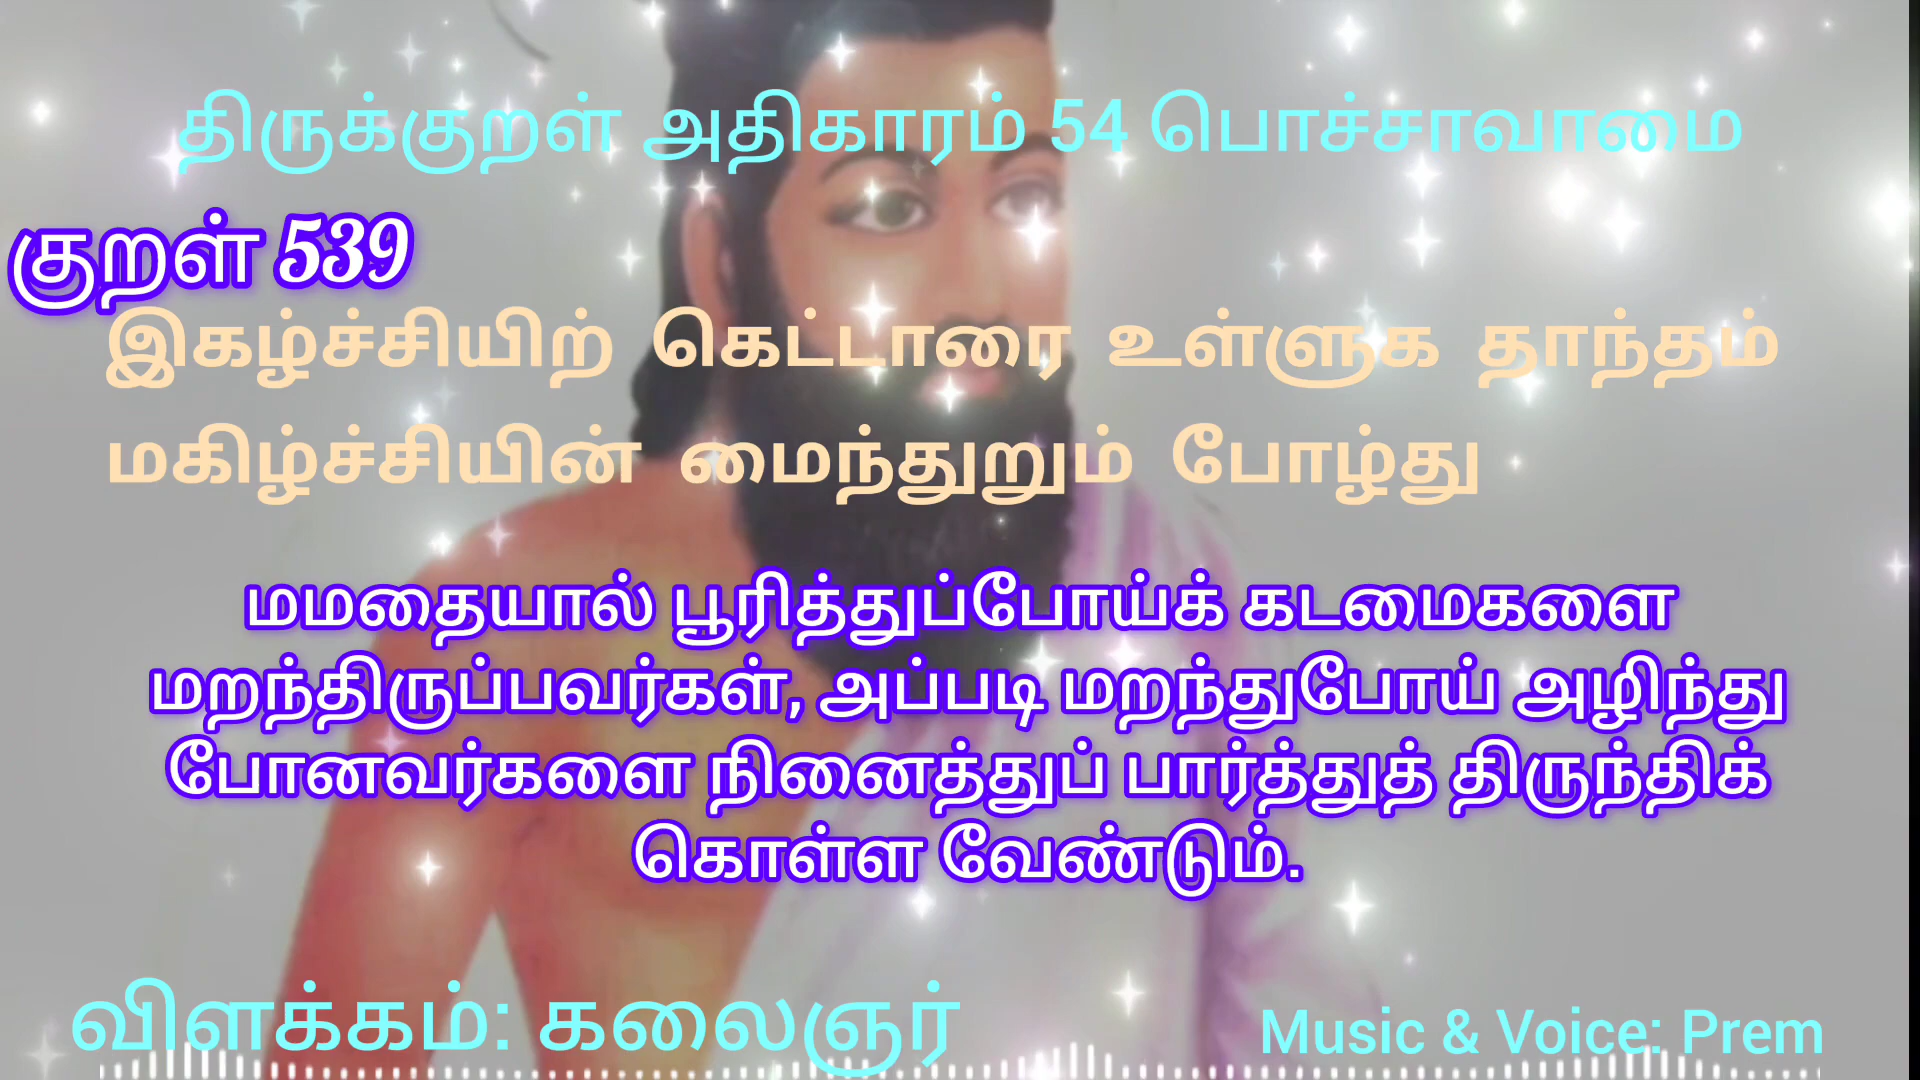 திருக்குறள் அதிகாரம் 54 பொச்சாவாமை
குறள் 539
இகழ்ச்சியிற் கெட்டாரை உள்ளுக தாந்தம்
மகிழ்ச்சியின் மைந்துறும் போழ்து
மமதையால் பூரித்துப்போய்க் கடமைகளை
மறந்திருப்பவர்கள், அப்படி மறந்துபோய் அழிந்து
போனவர்களை நினைத்துப் பார்த்துத் திருந்திக்
கொள்ள வேண்டும்.
விளக்கம்: கலைஞர்
Music & Voice: Prem